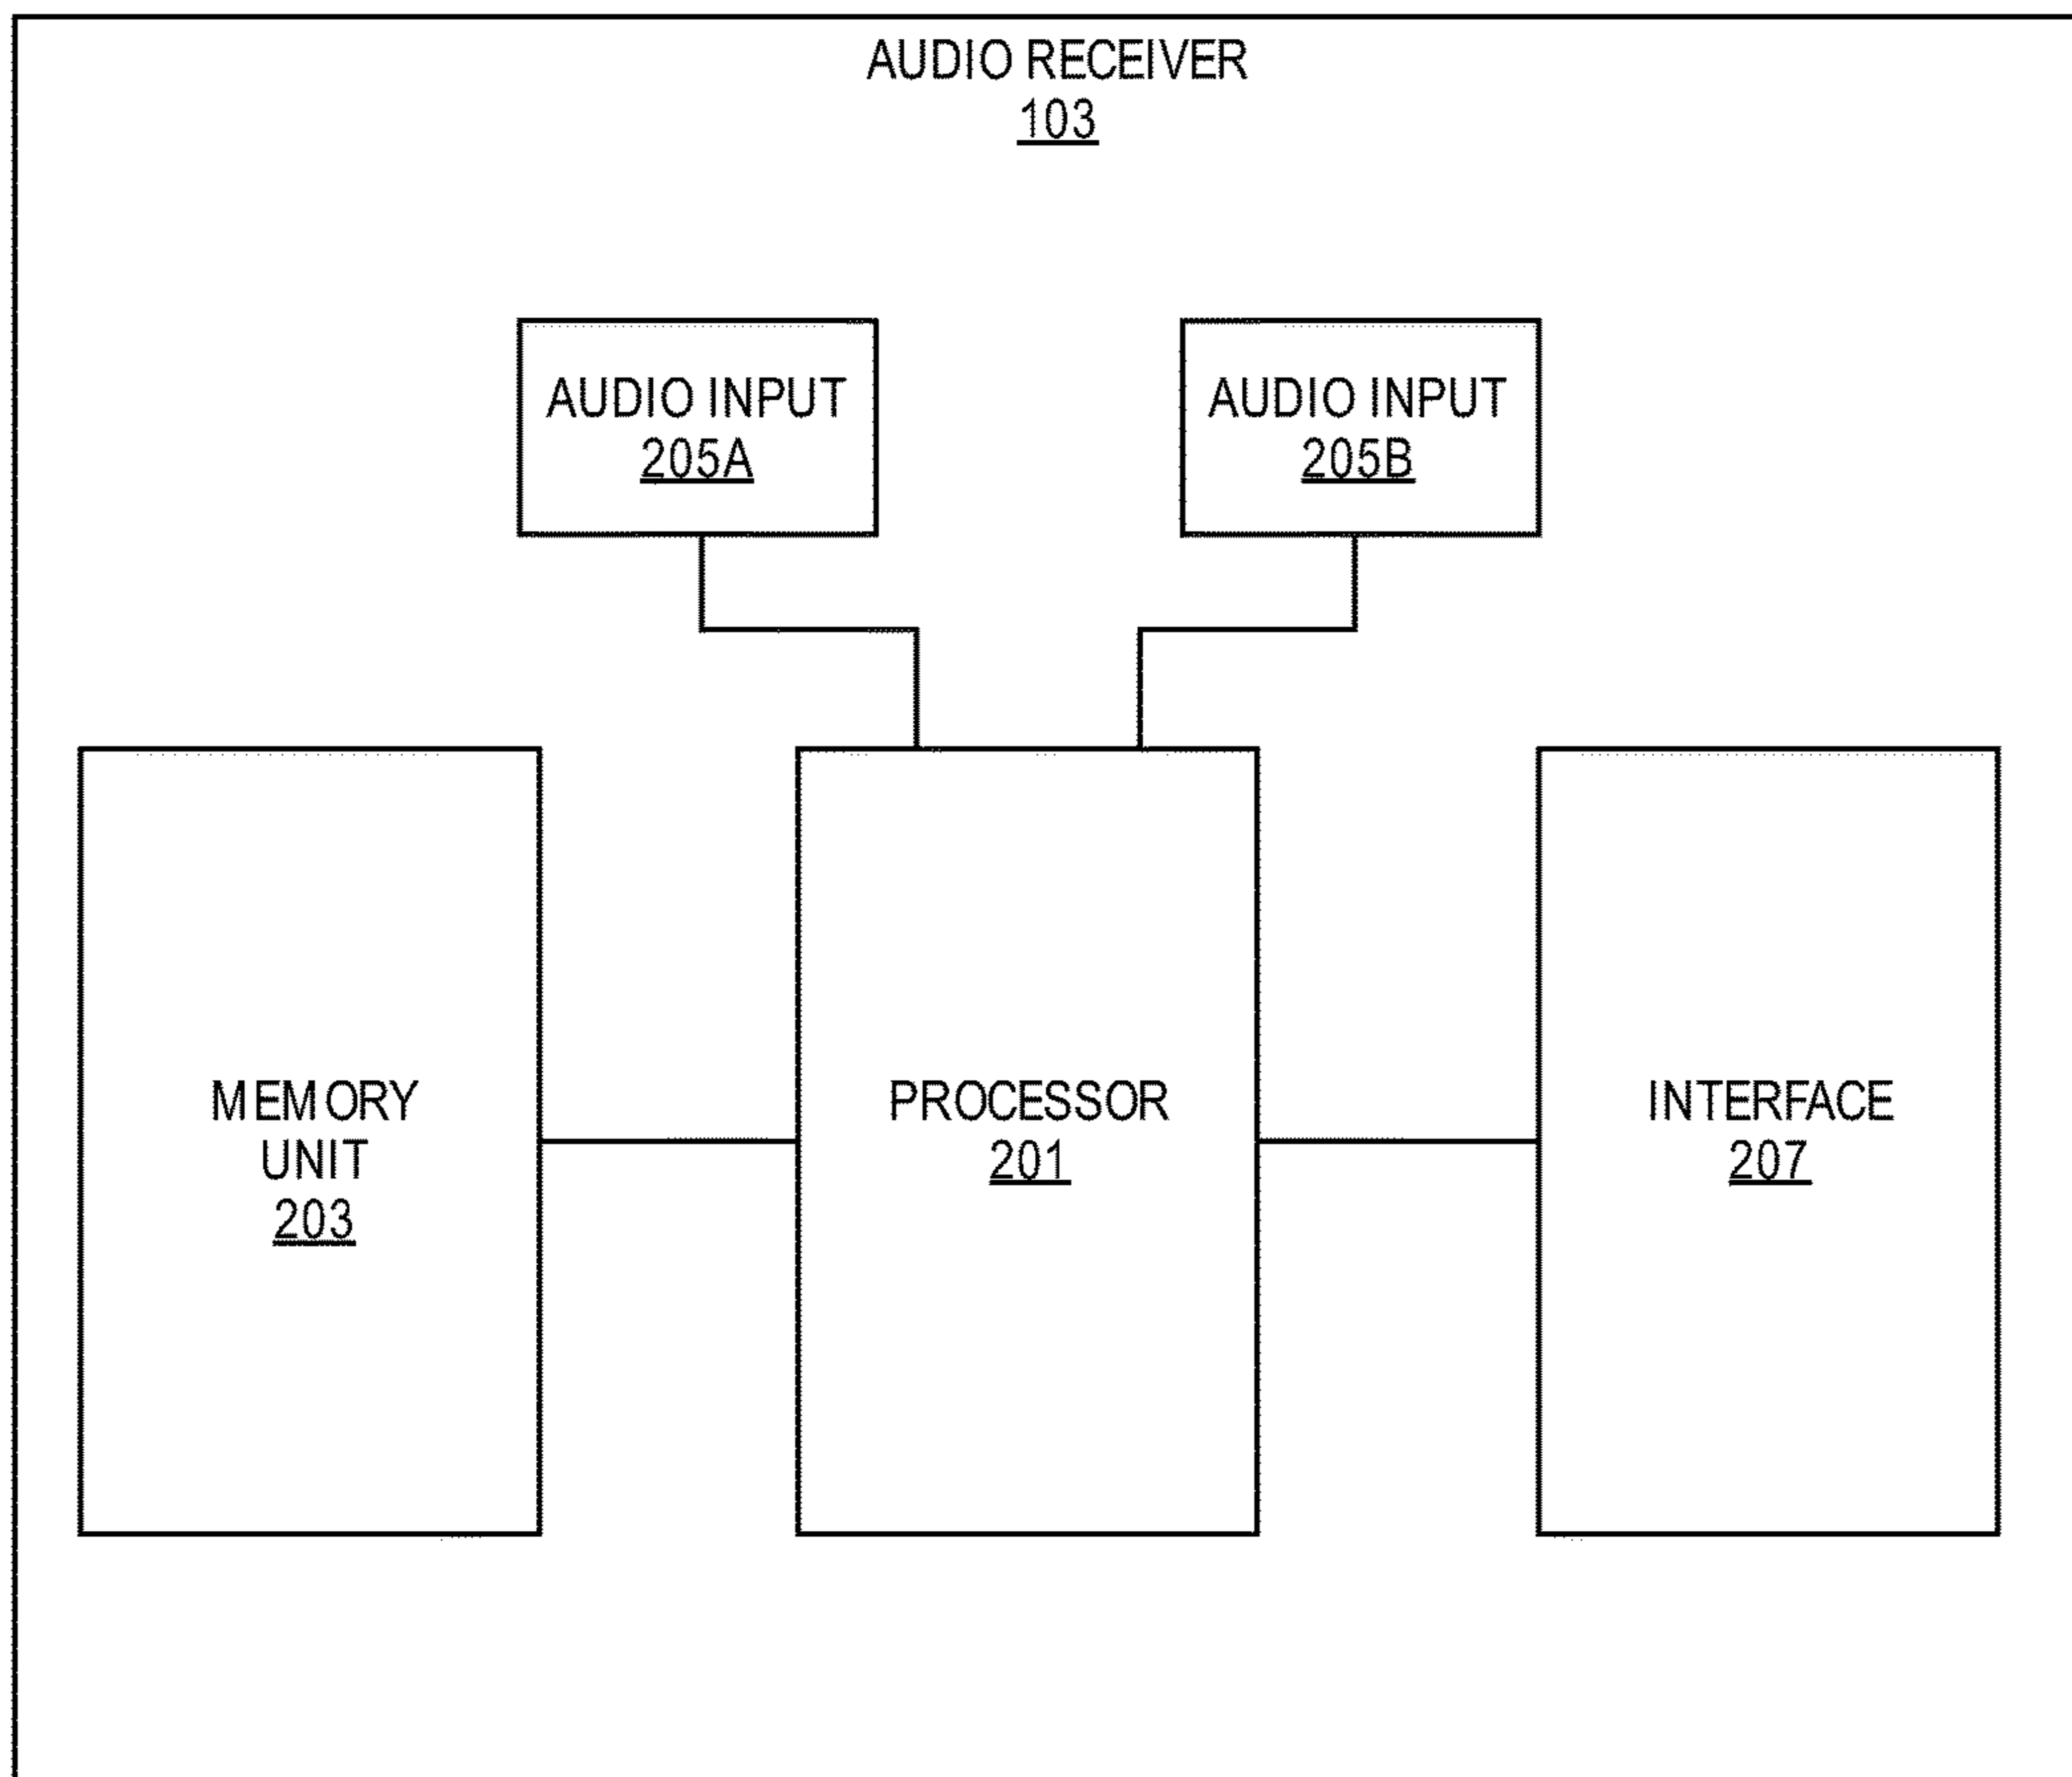 AUDIO RECEIVER
103
AUDIO INPUT
205A
AUDIO INPUT
205B
MEMORY
UNIT
203
PROCESSOR
201
INTERFACE
207